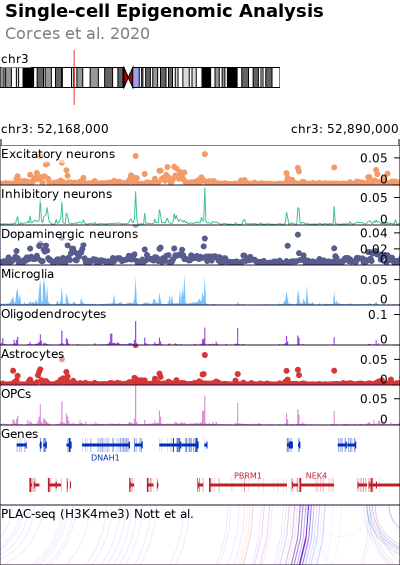 Single-cell Epigenomic Analysis
Corces et al. 2020
chr3
chr3: 52,168,000 chr3: 52,890,000
Excitatory neurons 0.05
0
Inhibitory neurons 0.05
0
Dopaminergic neurons 0.04
0.02
0
Microglia 0.05
0
Oligodendrocytes 0.1
0
Astrocytes 0.05
0
OPCs 0.05
0
Genes
DNAH1
PBRM1 NEK4
PLAC-seq (H3K4me3) Nott et al.